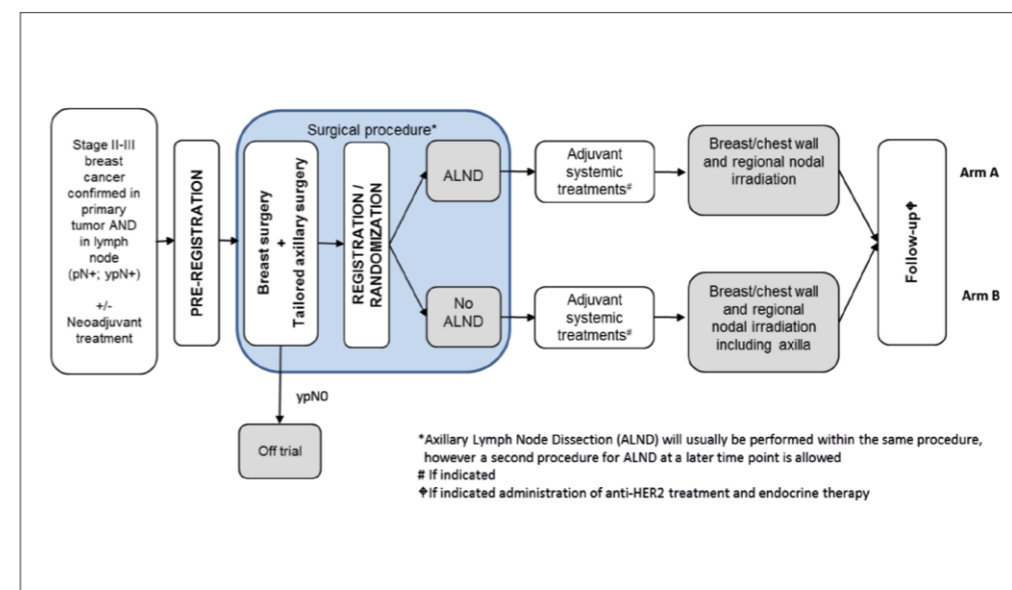 Stage II-III
breast
cancer
confirmed in
primary
tumor AND
in lymph
node
(pN+; ypN+)
+/-
Neoadjuvant
treatment
PRE-REGISTRATION
Surgical procedure*
Breast surgery
+
Tailored axillary surgery
REGISTRATION /
RANDOMIZATION
ALND
Adjuvant
systemic
treatments#
Breast/chest wall
and regional nodal
irradiation
Arm A
No
ALND
Adjuvant
systemic
treatments#
Breast/chest wall
and regional
nodal irradiation
including axilla
Arm B
Follow-up⌖
ypN0
Off trial
*Axillary Lymph Node Dissection (ALND) will usually be performed within the same procedure,
however a second procedure for ALND at a later time point is allowed
# If indicated
⌖If indicated administration of anti-HER2 treatment and endocrine therapy